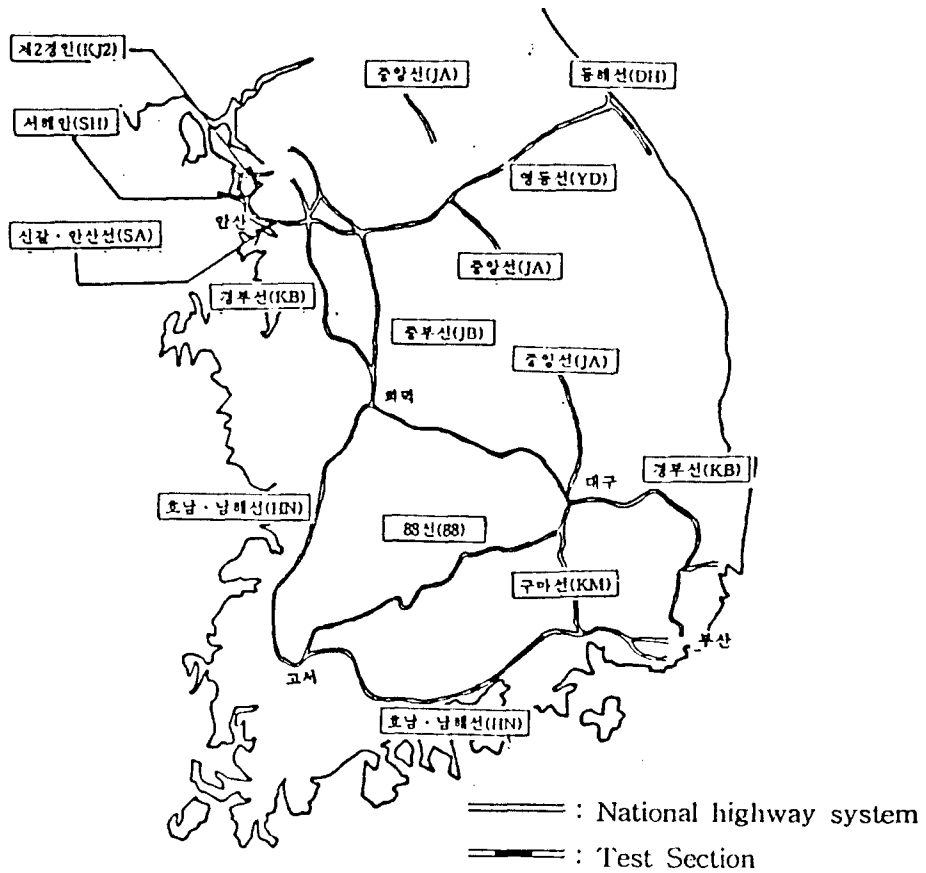 제2경인(KJ2)
중앙선(JA)
동해선(DH)
서해안(SH)
영동선(YD)
안산
신갈·안산선(SA)
중앙선(JA)
경부선(KB)
중부선(JB)
중앙선(JA)
회덕
경부선(KB)
대구
호남·남해선(HN)
88선(88)
구마선(KM)
부산
고서
호남·남해선(HN)
: National highway system
: Test Section